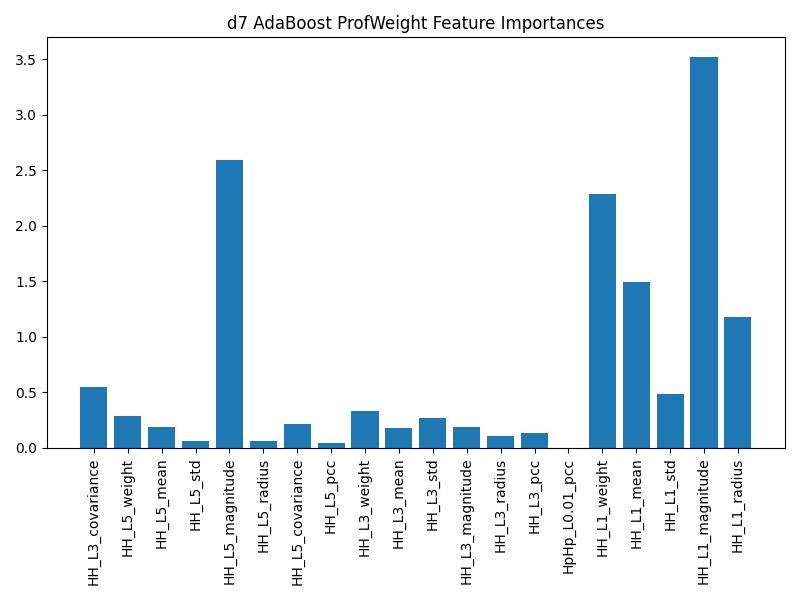 d7 AdaBoost ProfWeight Feature Importances
3.5
3.0
2.5
2.0
1.5
1.0
0.5
0.0
HH_L3_covariance
HH_L5_weight
HH_L5_mean
HH_L5_std
HH_L5_magnitude
HH_L5_radius
HH_L5_covariance
HH_L5_pcc
HH_L3_weight
HH_L3_mean
HH_L3_std
HH_L3_magnitude
HH_L3_radius
HH_L3_pcc
HpHp_L0.01_pcc
HH_L1_weight
HH_L1_mean
HH_L1_std
HH_L1_magnitude
HH_L1_radius